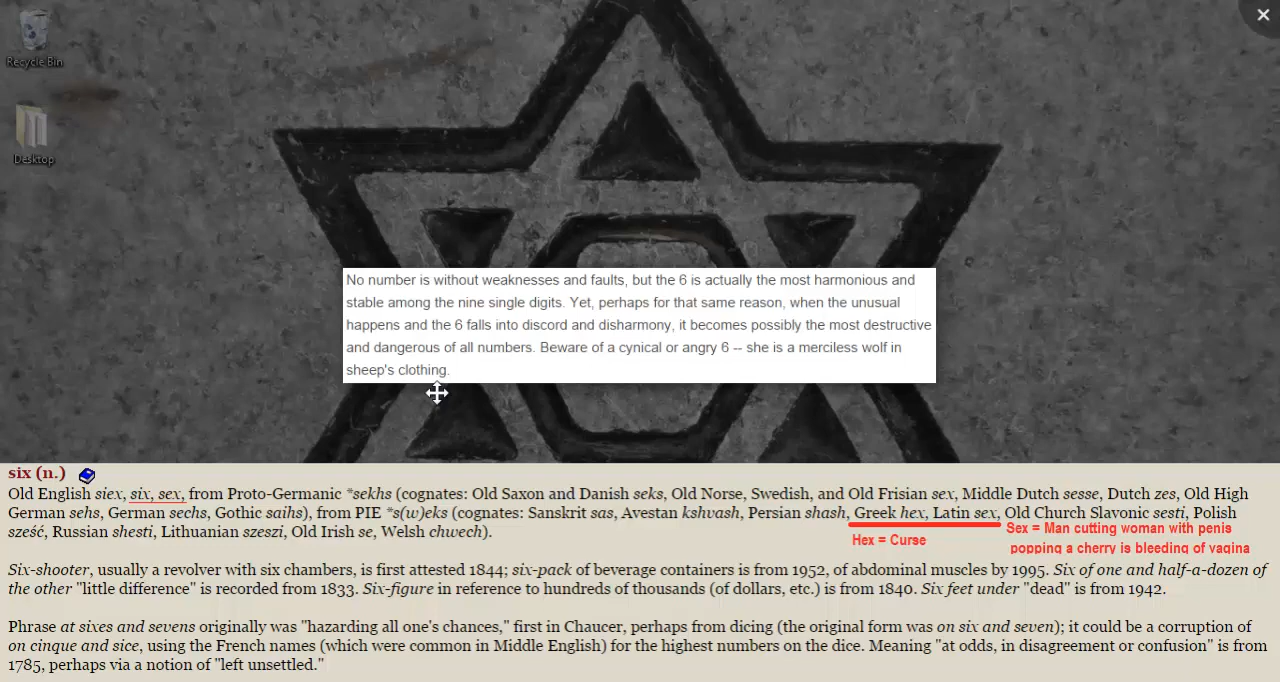 Recycle Bin
Desktop
No number is without weaknesses and faults, but the 6 is actually the most harmonious and
stable among the nine single digits. Yet, perhaps for that same reason, when the unusual
happens and the 6 falls into discord and disharmony, it becomes possibly the most destructive
and dangerous of all numbers. Beware of a cynical or angry 6 -- she is a merciless wolf in
sheep's clothing.
six (n.)
Old English siex, six, sex, from Proto-Germanic *sekhs (cognates: Old Saxon and Danish seks, Old Norse, Swedish, and Old Frisian sex, Middle Dutch sesse, Dutch zes, Old High
German sehs, German sechs, Gothic saihs), from PIE *s(w)eks (cognates: Sanskrit sas, Avestan kshvash, Persian shash, Greek hex, Latin sex, Old Church Slavonic sesti, Polish
sześć, Russian shesti, Lithuanian szeszi, Old Irish se, Welsh chwech).
Hex = Curse
Sex = Man cutting woman with penis
popping a cherry is bleeding of vagina
Six-shooter, usually a revolver with six chambers, is first attested 1844; six-pack of beverage containers is from 1952, of abdominal muscles by 1995. Six of one and half-a-dozen of
the other "little difference" is recorded from 1833. Six-figure in reference to hundreds of thousands (of dollars, etc.) is from 1840. Six feet under "dead" is from 1942.
Phrase at sixes and sevens originally was "hazarding all one's chances," first in Chaucer, perhaps from dicing (the original form was on six and seven); it could be a corruption of
on cinque and sice, using the French names (which were common in Middle English) for the highest numbers on the dice. Meaning "at odds, in disagreement or confusion" is from
1785, perhaps via a notion of "left unsettled."